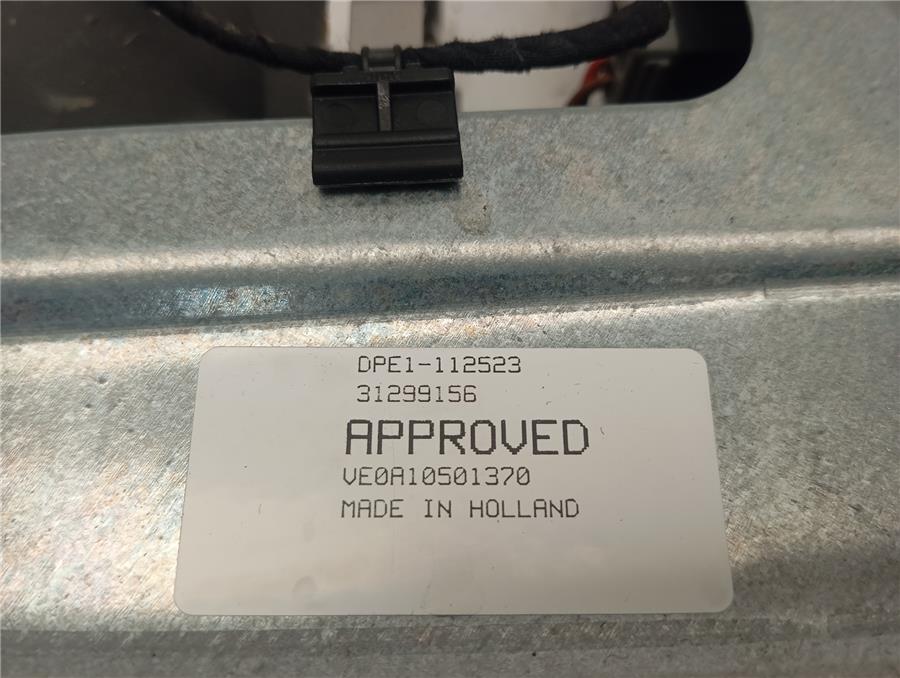 DPE1-112523
31299156
APPROVED
VE0A10501370
MADE IN HOLLAND